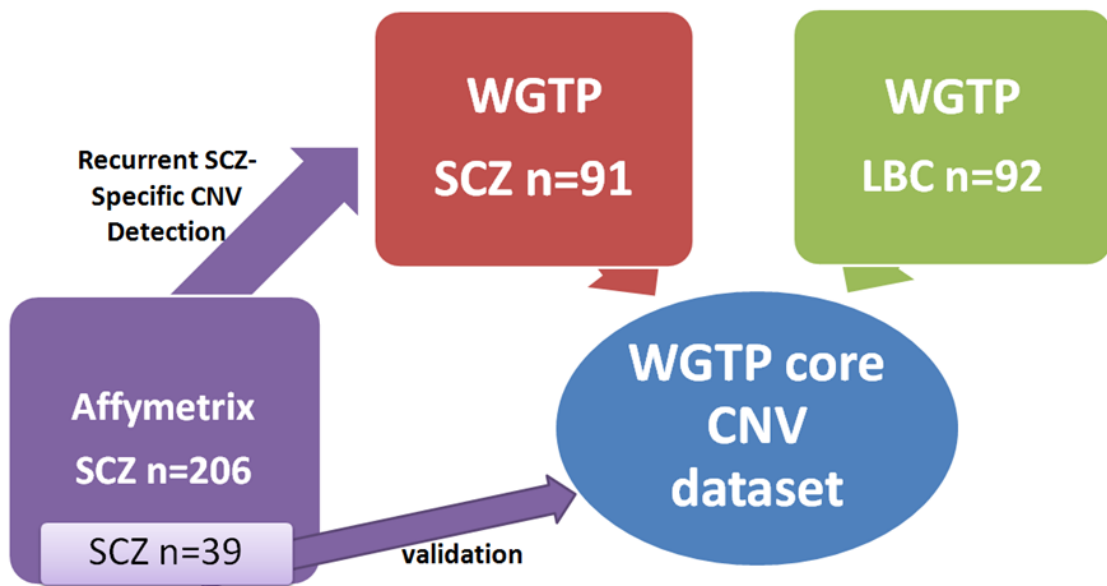 WGTP
SCZ n=91
WGTP
LBC n=92
Recurrent SCZ-
Specific CNV
Detection
WGTP core
CNV
dataset
Affymetrix
SCZ n=206
SCZ n=39
validation